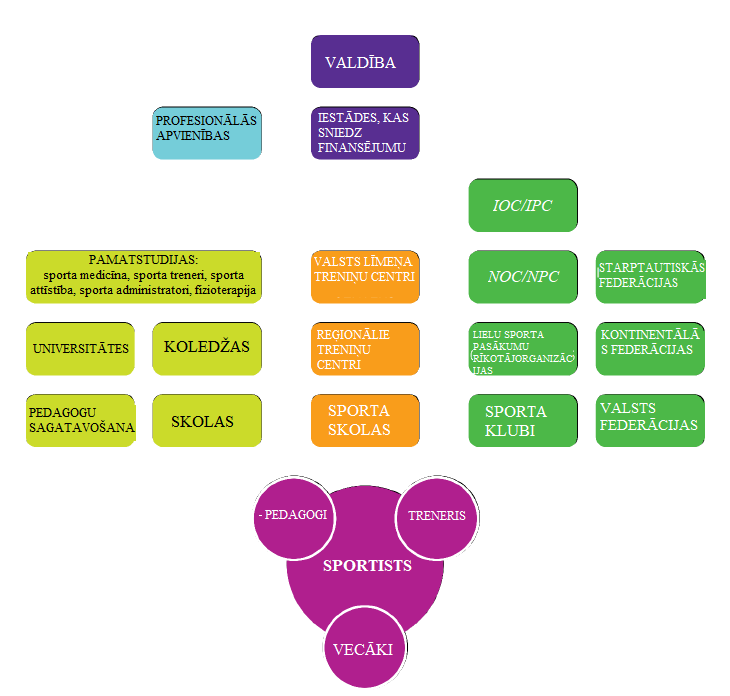 VALDĪBA
PROFESIONĀLĀS
APVIENĪBAS
IESTĀDES, KAS
SNIEDZ
FINANSĒJUMU
IOC/IPC
PAMATSTUDIJAS:
sporta medicīna, sporta treneri, sporta
attīstība, sporta administratori, fizioterapija
VALSTS LĪMEŅA
TRENIŅU CENTRI
NOC/NPC
STARPTAUTISKĀS
FEDERĀCIJAS
UNIVERSITĀTES
KOLEDŽAS
REĢIONĀLIE
TRENIŅU
CENTRI
LIELU SPORTA
PASĀKUMU
RĪKOTĀJORGANIZĀC
IJAS
KONTINENTĀLĀ
S FEDERĀCIJAS
PEDAGOGU
SAGATAVOŠANA
SKOLAS
SPORTA
SKOLAS
SPORTA
KLUBI
VALSTS
FEDERĀCIJAS
- PEDAGOGI
TRENERIS
SPORTISTS
VECĀKI